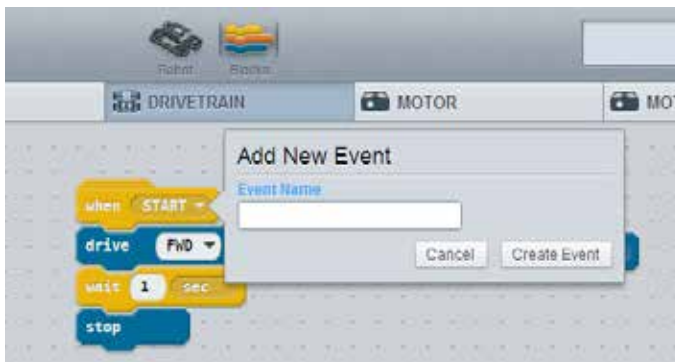 Robot Blocks
DRIVETRAIN MOTOR MO
Add New Event
Event Name
when START
drive FWD
Cancel Create Event
wait 1 sec
stop